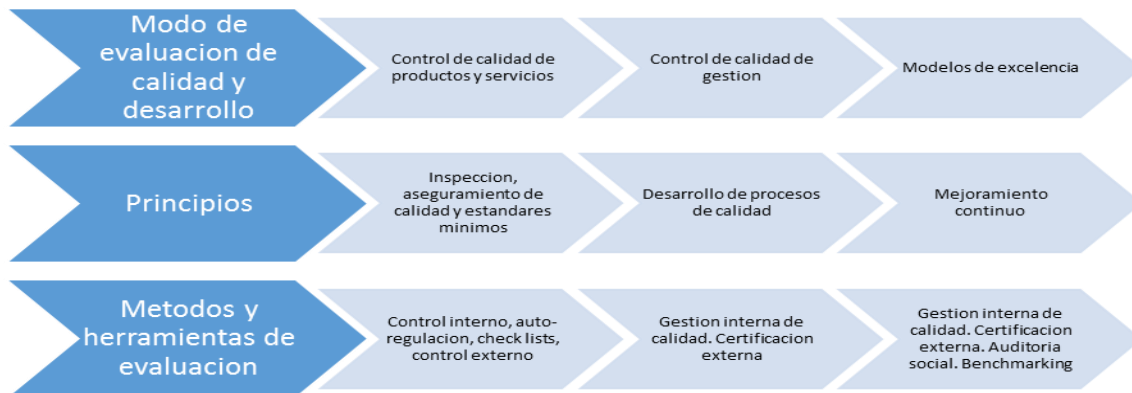 Modo de
evaluacion de
calidad y
desarrollo
Control de calidad de
productos y servicios
Control de calidad de
gestion
Modelos de excelencia
Principios
Inspeccion,
aseguramiento de
calidad y estandares
minimos
Desarrollo de procesos
de calidad
Mejoramiento
continuo
Metodos y
herramientas de
evaluacion
Control interno, auto-
regulacion, check lists,
control externo
Gestion interna de
calidad. Certificacion
externa
Gestion interna de
calidad. Certificacion
externa. Auditoria
social. Benchmarking